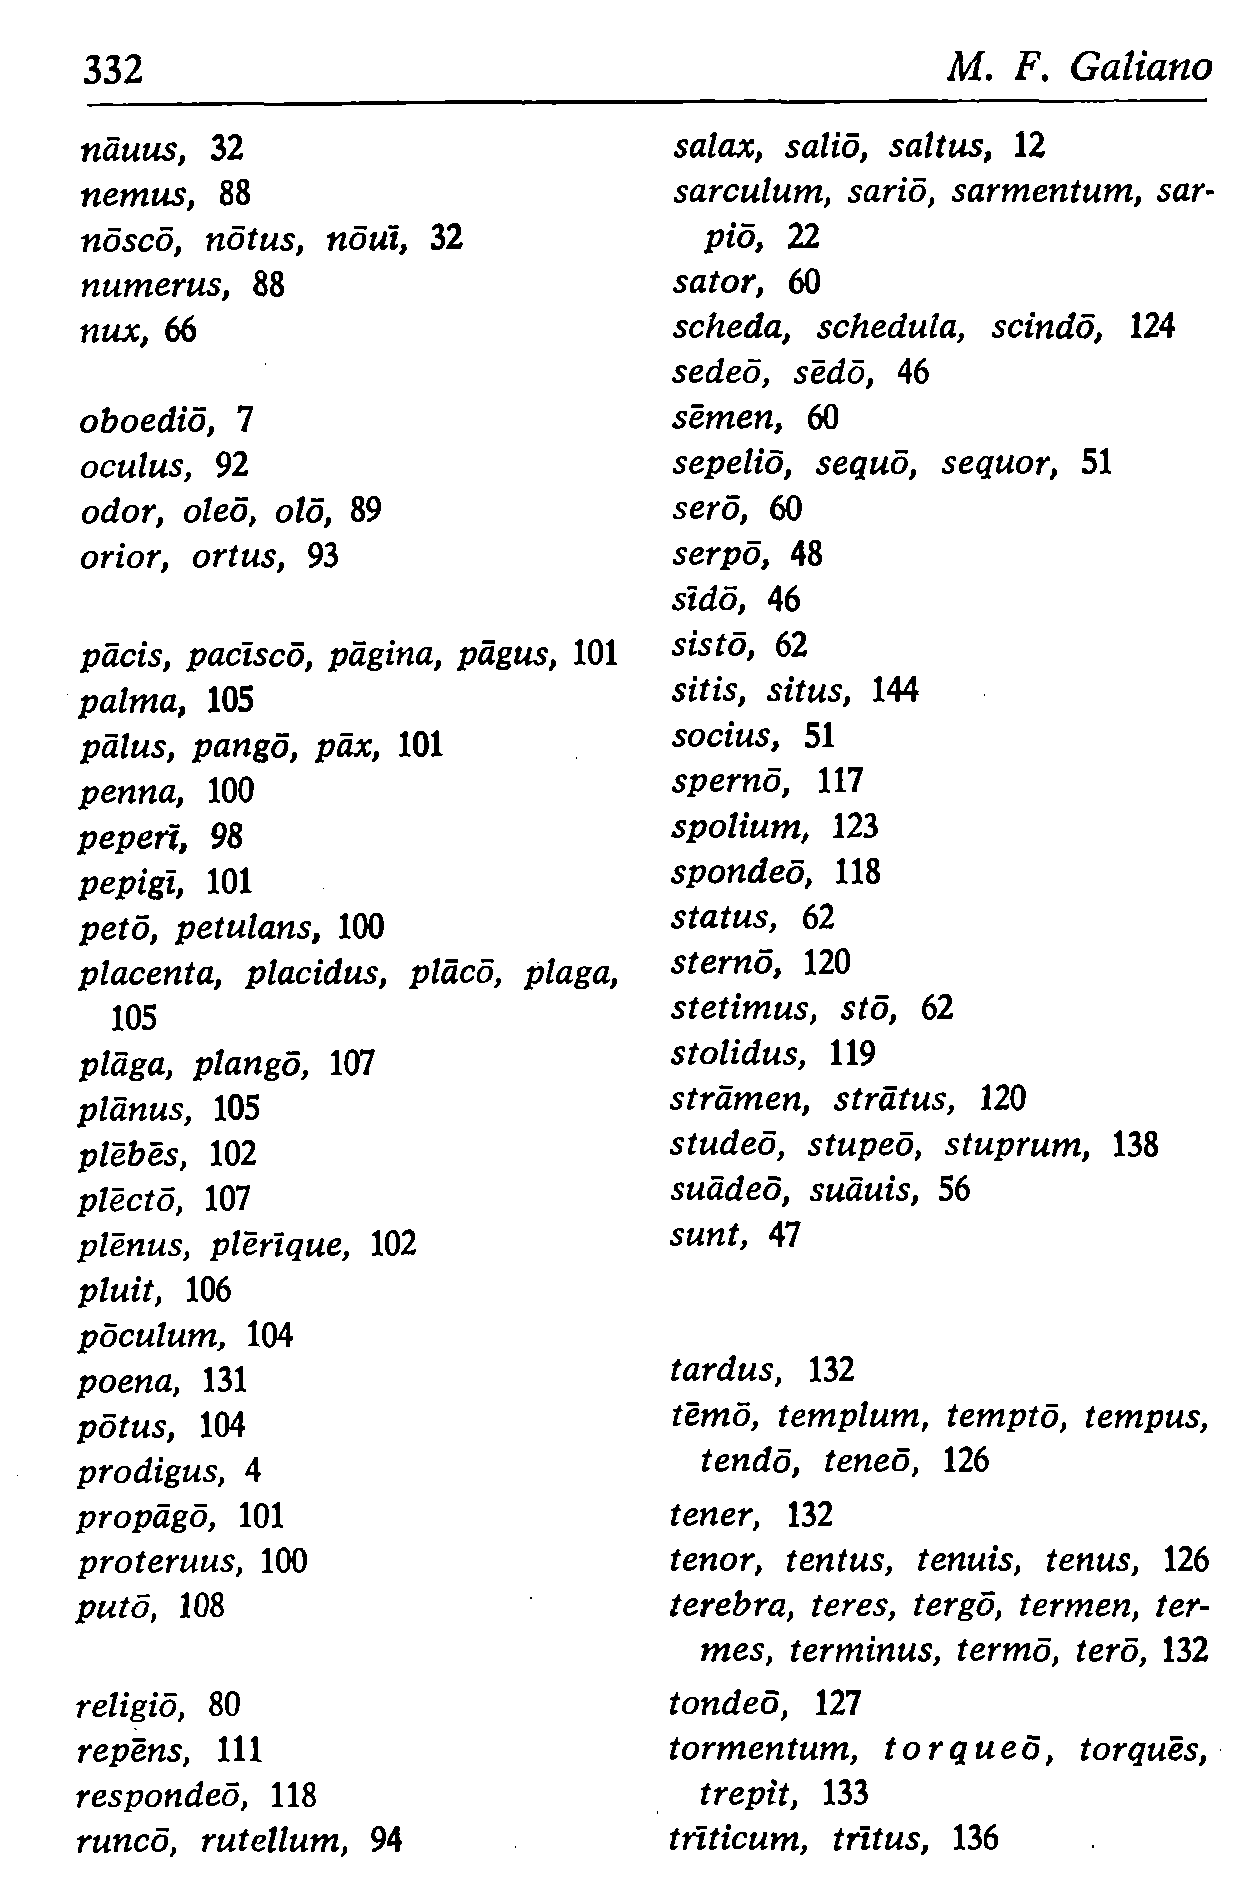 332 M. F. Galiano
nāuus, 32
nemus, 88
nōscō, nōtus, nōuī, 32
numerus, 88
nux, 66
oboediō, 7
oculus, 92
odor, oleō, olō, 89
orior, ortus, 93
pācis, pacīscō, pāgina, pāgus, 101
palma, 105
pālus, pangō, pāx, 101
penna, 100
peperī, 98
pepigī, 101
petō, petulans, 100
placenta, placidus, plācō, plaga,
105
plāga, plangō, 107
plānus, 105
plēbēs, 102
plēctō, 107
plēnus, plērīque, 102
pluit, 106
pōculum, 104
poena, 131
pōtus, 104
prodigus, 4
propāgō, 101
proteruus, 100
putō, 108
religiō, 80
repēns, 111
respondeō, 118
runcō, rutellum, 94
salax, saliō, saltus, 12
sarculum, sariō, sarmentum, sar-
piō, 22
sator, 60
scheda, schedula, scindō, 124
sedeō, sēdō, 46
sēmen, 60
sepeliō, sequō, sequor, 51
serō, 60
serpō, 48
sīdō, 46
sistō, 62
sitis, situs, 144
socius, 51
spernō, 117
spolium, 123
spondeō, 118
status, 62
sternō, 120
stetimus, stō, 62
stolidus, 119
strāmen, strātus, 120
studeō, stupeō, stuprum, 138
suādeō, suāuis, 56
sunt, 47
tardus, 132
tēmō, templum, temptō, tempus,
tendō, teneō, 126
tener, 132
tenor, tentus, tenuis, tenus, 126
terebra, teres, tergō, termen, ter-
mes, terminus, termō, terō, 132
tondeō, 127
tormentum, torqueō, torquēs,
trepit, 133
trīticum, trītus, 136